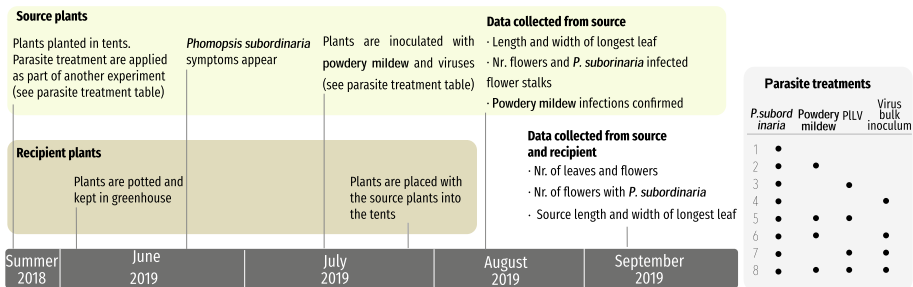 Source plants
Plants planted in tents.
Parasite treatment are applied
as part of another experiment
(see parasite treatment table)
Phomopsis subordinaria
symptoms appear
Plants are inoculated with
powdery mildew and viruses
(see parasite treatment table)
Data collected from source
· Length and width of longest leaf
· Nr. flowers and P. suborinaria infected
flower stalks
· Powdery mildew infections confirmed
Recipient plants
Plants are potted and
kept in greenhouse
Plants are placed with
the source plants into
the tents
Data collected from source
and recipient
· Nr. of leaves and flowers
· Nr. of flowers with P. subordinaria
· Source length and width of longest leaf
Summer
2018
June
2019
July
2019
August
2019
September
2019
Parasite treatments
P.subord
inaria
Powdery
mildew
PlLV
Virus
bulk
inoculum
1
2
3
4
5
6
7
8